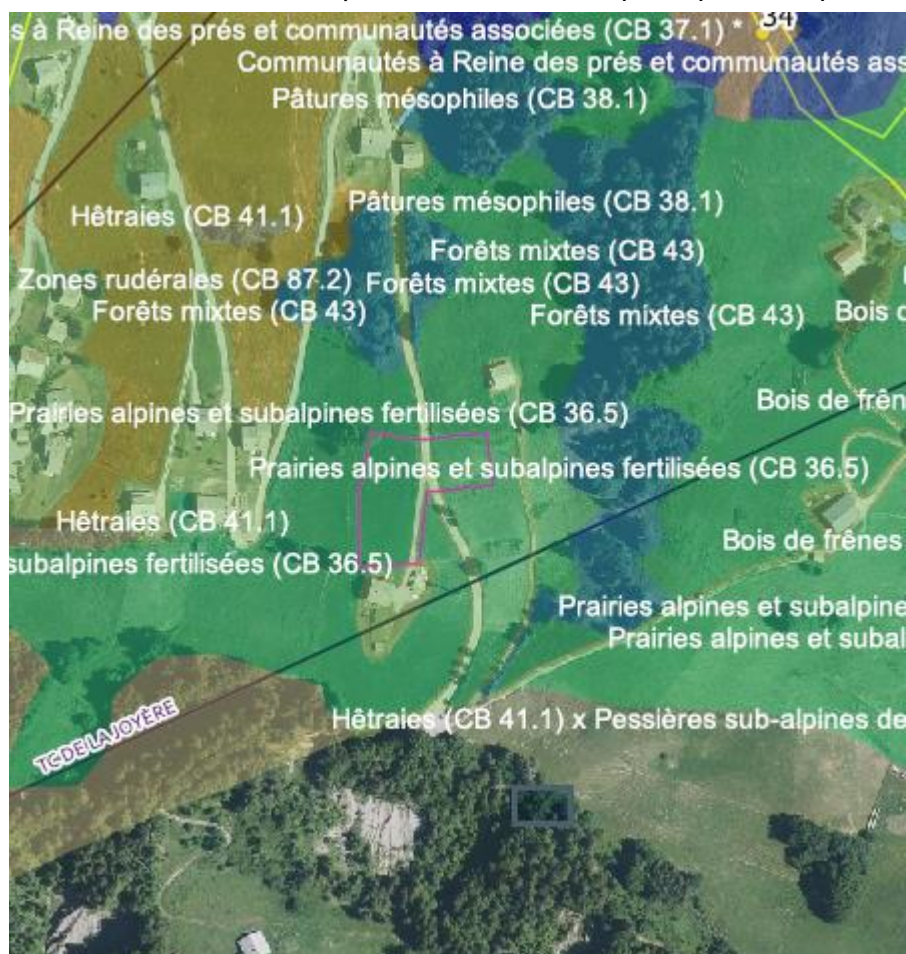 s à Reine des prés et communautés associées (CB 37.1) * 34
Communautés à Reine des prés et communautés ass
Pâtures mésophiles (CB 38.1)
Pâtures mésophiles (CB 38.1)
Hêtraies (CB 41.1)
Forêts mixtes (CB 43)
Zones rudérales (CB 87.2) Forêts mixtes (CB 43)
Forêts mixtes (CB 43) Forêts mixtes (CB 43) Bois d
Bois de frên
Prairies alpines et subalpines fertilisées (CB 36.5)
Prairies alpines et subalpines fertilisées (CB 36.5)
Hêtraies (CB 41.1)
Bois de frênes
subalpines fertilisées (CB 36.5)
Prairies alpines et subalpine
Prairies alpines et subal
Hêtraies (CB 41.1) x Pessières sub-alpines de
TC DE LA JOYÈRE